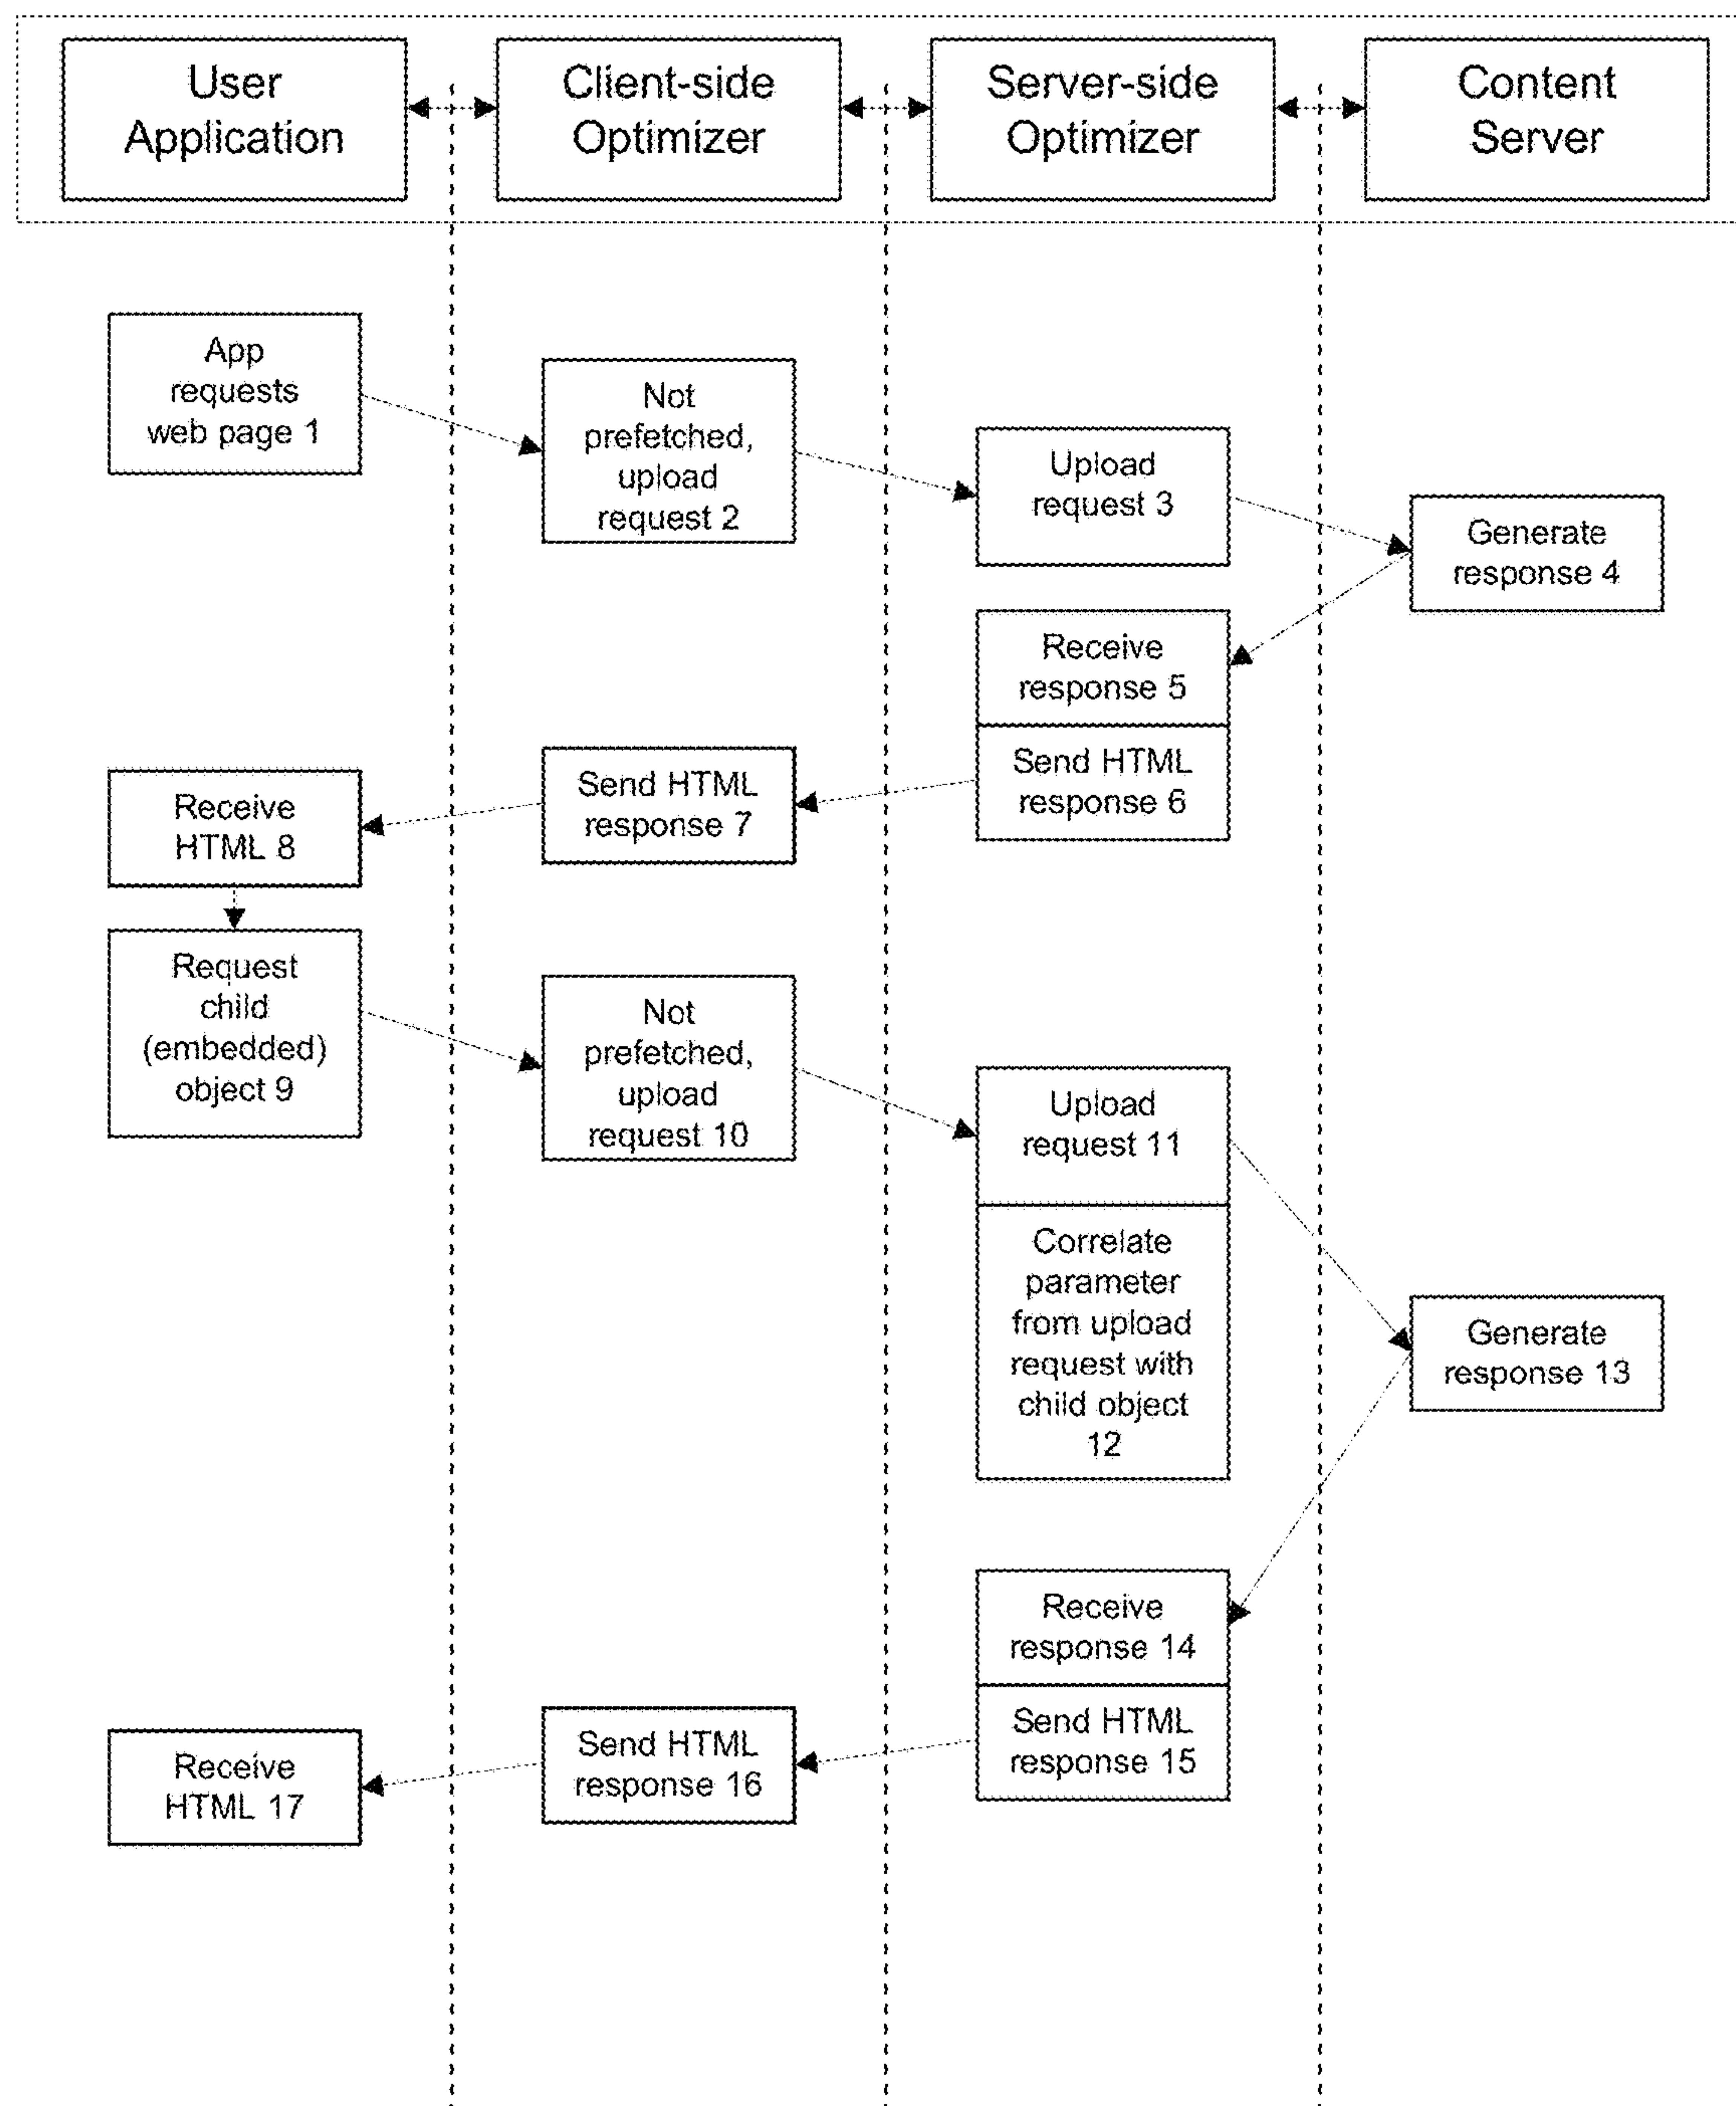 User
Application
Client-side
Optimizer
Server-side
Optimizer
Content
Server
App
requests
web page 1
Not
prefetched,
upload
request 2
Upload
request 3
Generate
response 4
Receive
response 5
Send HTML
response 6
Send HTML
response 7
Receive
HTML 8
Request
child
(embedded)
object 9
Not
prefetched,
upload
request 10
Upload
request 11
Correlate
parameter
from upload
request with
child object
12
Generate
response 13
Receive
response 14
Send HTML
response 15
Send HTML
response 16
Receive
HTML 17